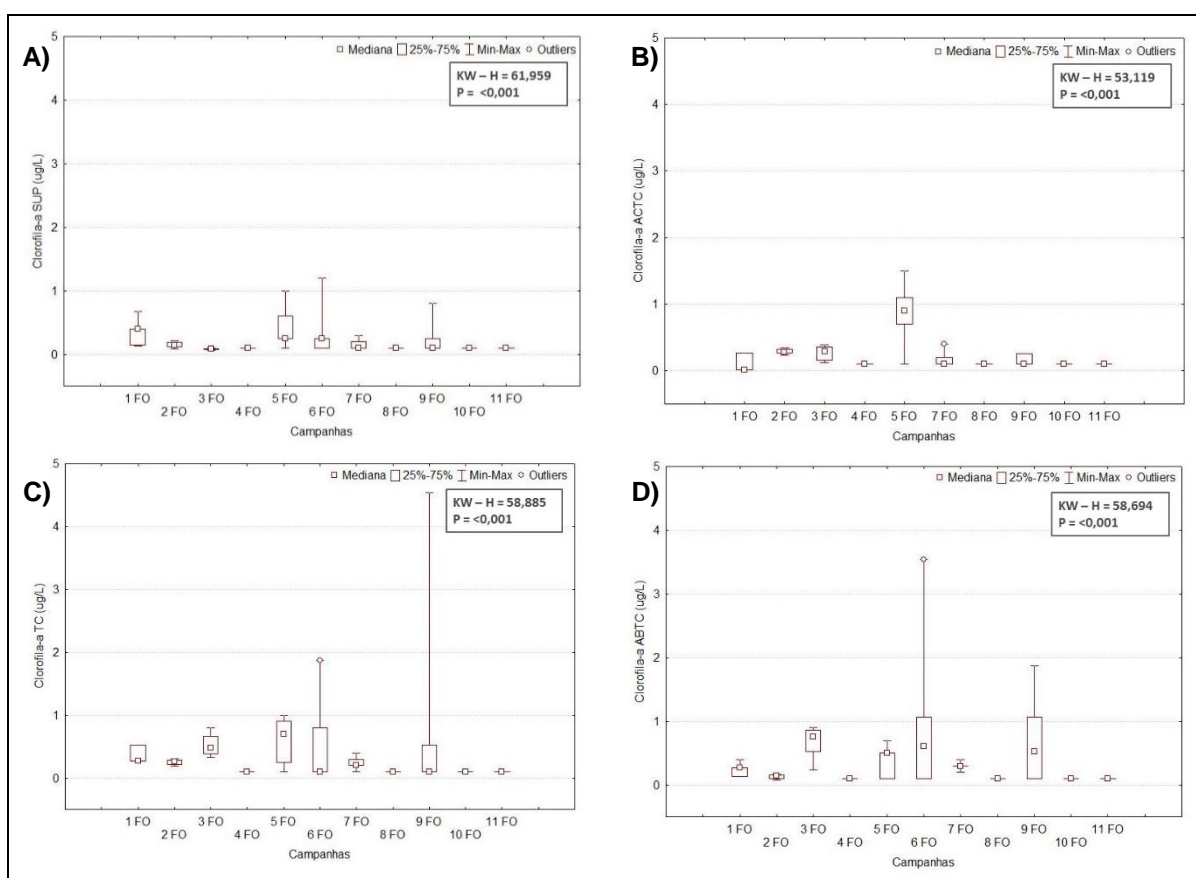 A)
5
4
3
2
1
0
Clorofila-a SUP (ug/L)
Mediana 25%-75% Min-Max Outliers
KW – H = 61,959
P = <0,001
1 FO 3 FO 5 FO 7 FO 9 FO 11 FO
2 FO 4 FO 6 FO 8 FO 10 FO
Campanhas
B)
5
4
3
2
1
0
Clorofila-a ACTC (ug/L)
Mediana 25%-75% Min-Max Outliers
KW – H = 53,119
P = <0,001
1 FO 3 FO 5 FO 8 FO 10 FO
2 FO 4 FO 7 FO 9 FO 11 FO
Campanhas
C)
5
4
3
2
1
0
Clorofila-a TC (ug/L)
Mediana 25%-75% Min-Max Outliers
KW – H = 58,885
P = <0,001
1 FO 3 FO 5 FO 7 FO 9 FO 11 FO
2 FO 4 FO 6 FO 8 FO 10 FO
Campanhas
D)
5
4
3
2
1
0
Clorofila-a ABTC (ug/L)
Mediana 25%-75% Min-Max Outliers
KW – H = 58,694
P = <0,001
1 FO 3 FO 5 FO 7 FO 9 FO 11 FO
2 FO 4 FO 6 FO 8 FO 10 FO
Campanhas